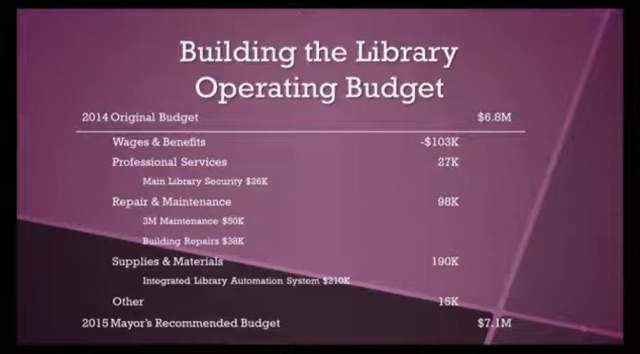 Building the Library
Operating Budget
2014 Original Budget $6.8M
Wages & Benefits -$103K
Professional Services 27K
Main Library Security $26K
Repair & Maintenance 98K
3M Maintenance $50K
Building Repairs $38K
Supplies & Materials 190K
Integrated Library Automation System $210K
Other 15K
2015 Mayor's Recommended Budget $7.1M